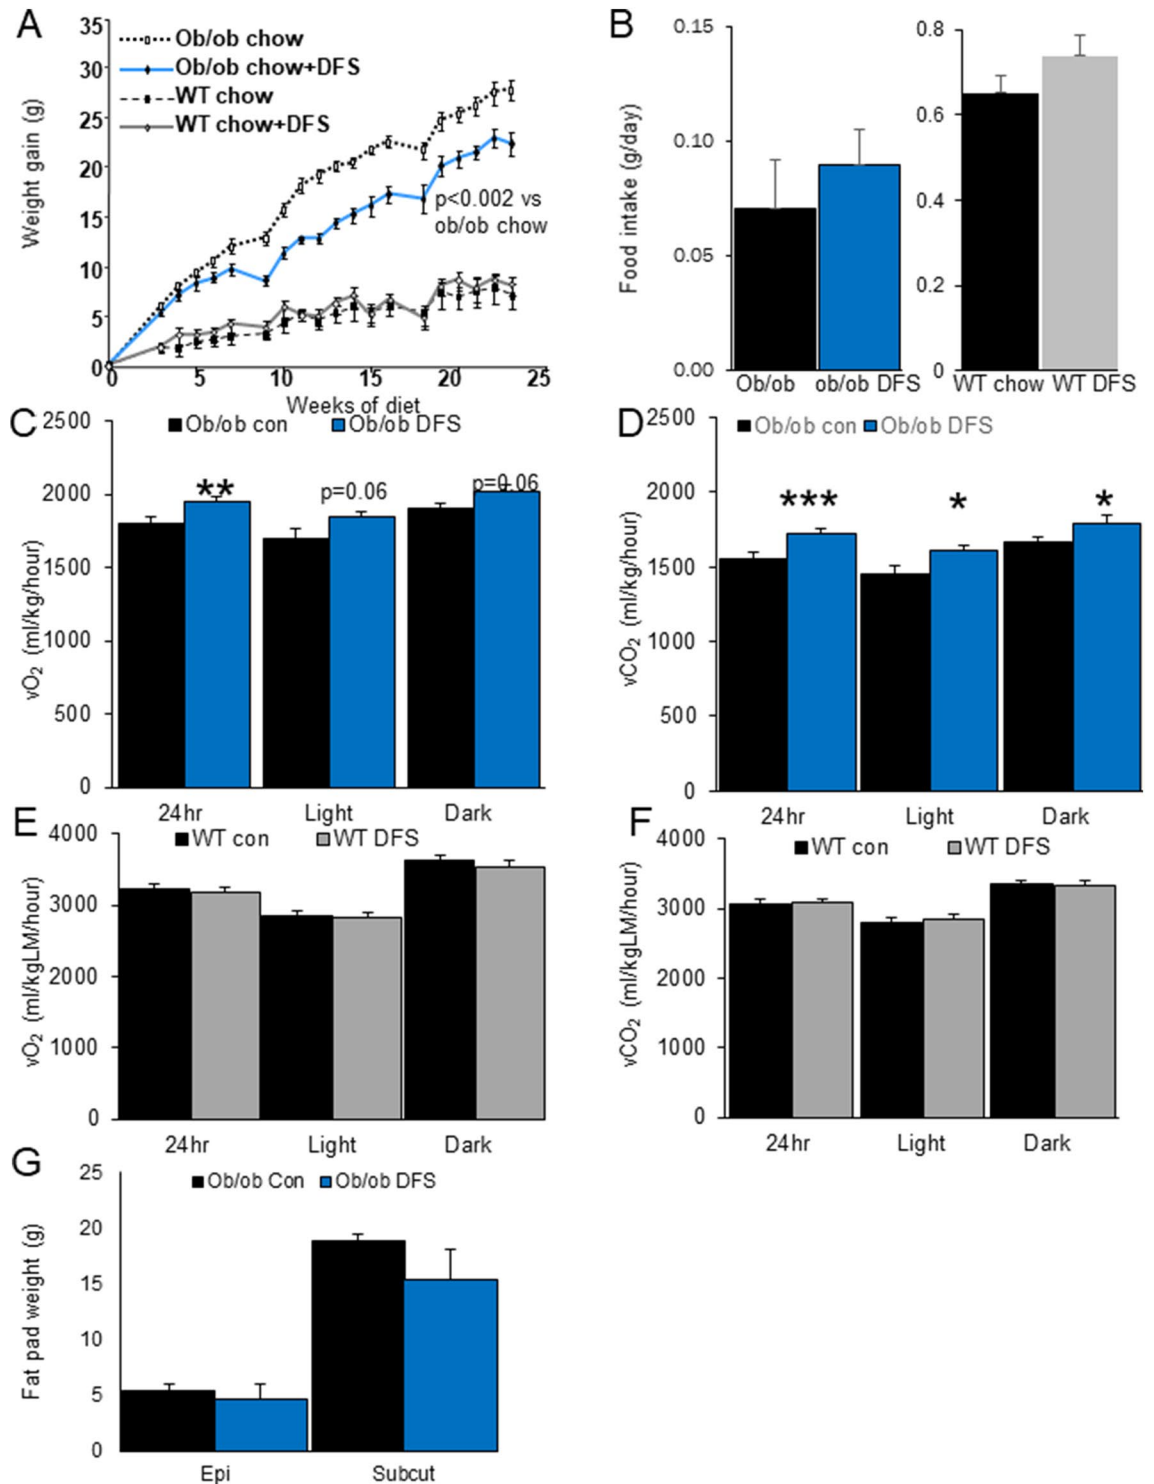 A
35
30
25
20
15
10
5
0
Weight gain (g)
Ob/ob chow
Ob/ob chow+DFS
WT chow
WT chow+DFS
p<0.002 vs
ob/ob chow
0 5 10 15 20 25
Weeks of diet
B
0.15
0.10
0.05
0.00
Food intake (g/day)
Ob/ob ob/ob DFS
0.8
0.6
0.4
0.2
0
WT chow WT DFS
C
2500
2000
1500
1000
500
0
vO₂ (ml/kg/hour)
Ob/ob con Ob/ob DFS
** p=0.06 p=0.06
24hr Light Dark
D
2500
2000
1500
1000
500
0
vCO₂ (ml/kg/hour)
Ob/ob con Ob/ob DFS
*** * *
24hr Light Dark
E
4000
3000
2000
1000
0
vO₂ (ml/kgLM/hour)
WT con WT DFS
24hr Light Dark
F
4000
3000
2000
1000
0
vCO₂ (ml/kgLM/hour)
WT con WT DFS
24hr Light Dark
G
25
20
15
10
5
0
Fat pad weight (g)
Ob/ob Con Ob/ob DFS
Epi Subcut